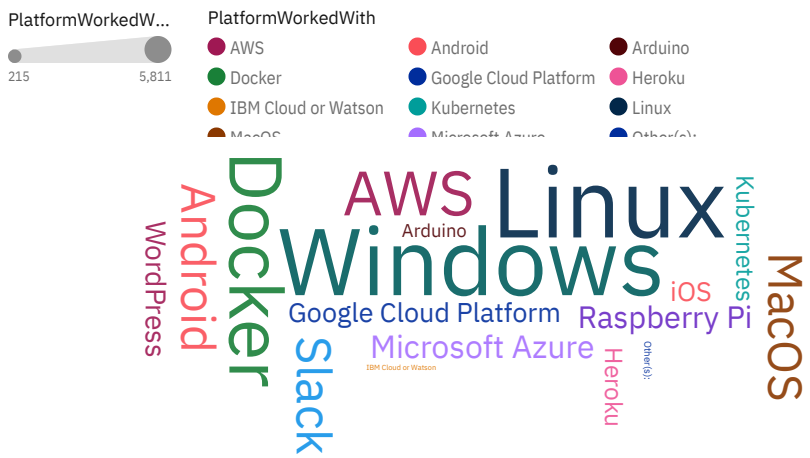 PlatformWorkedW...
215 5,811
PlatformWorkedWith
AWS Android Arduino
Docker Google Cloud Platform Heroku
IBM Cloud or Watson Kubernetes Linux
MacOS Microsoft Azure Other(s):
WordPress
Android
Docker
AWS
Linux
Kubernetes
Arduino
Windows
iOS
MacOS
Google Cloud Platform
Raspberry Pi
Slack
Microsoft Azure
IBM Cloud or Watson
Heroku
Other(s):